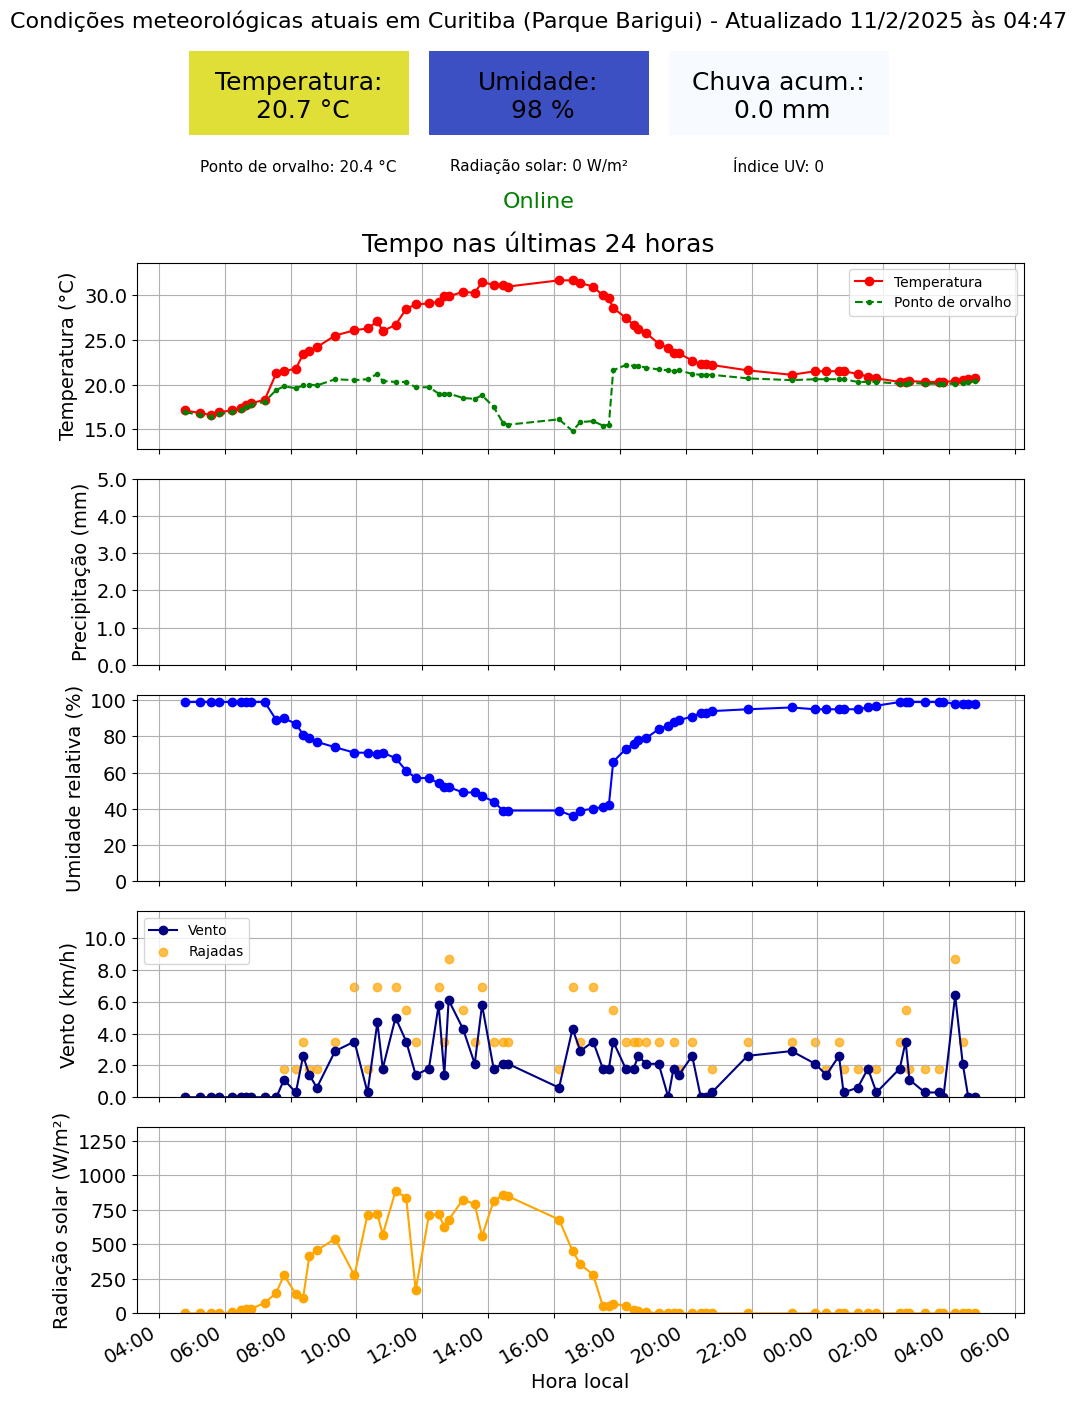 Condições meteorológicas atuais em Curitiba (Parque Barigui) - Atualizado 11/2/2025 às 04:47
Temperatura:
20.7 °C
Umidade:
98 %
Chuva acum.:
0.0 mm
Ponto de orvalho: 20.4 °C
Radiação solar: 0 W/m²
Índice UV: 0
Online
Tempo nas últimas 24 horas
Temperatura (°C)
30.0
25.0
20.0
15.0
Temperatura
Ponto de orvalho
Precipitação (mm)
5.0
4.0
3.0
2.0
1.0
0.0
Umidade relativa (%)
100
80
60
40
20
0
Vento (km/h)
10.0
8.0
6.0
4.0
2.0
0.0
Vento
Rajadas
Radiação solar (W/m²)
1250
1000
750
500
250
0
04:00
06:00
08:00
10:00
12:00
14:00
16:00
18:00
20:00
22:00
00:00
02:00
04:00
06:00
Hora local